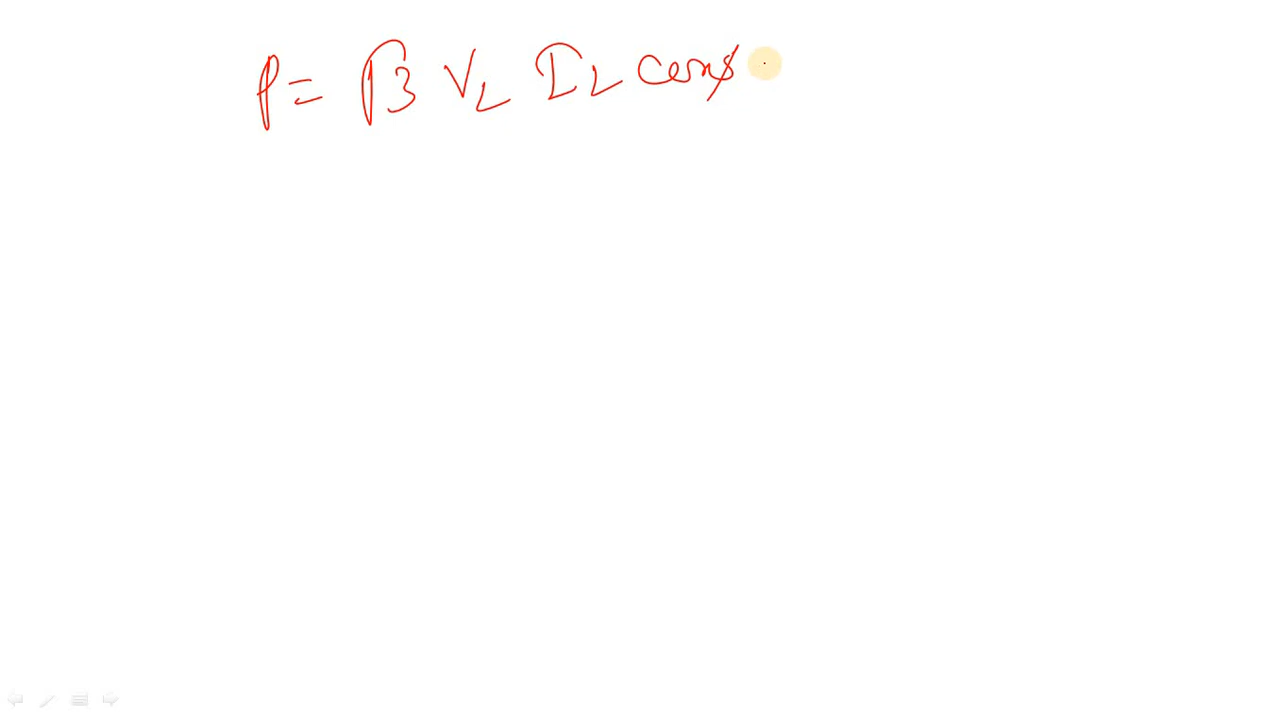 P = √3 V_L I_L cosφ